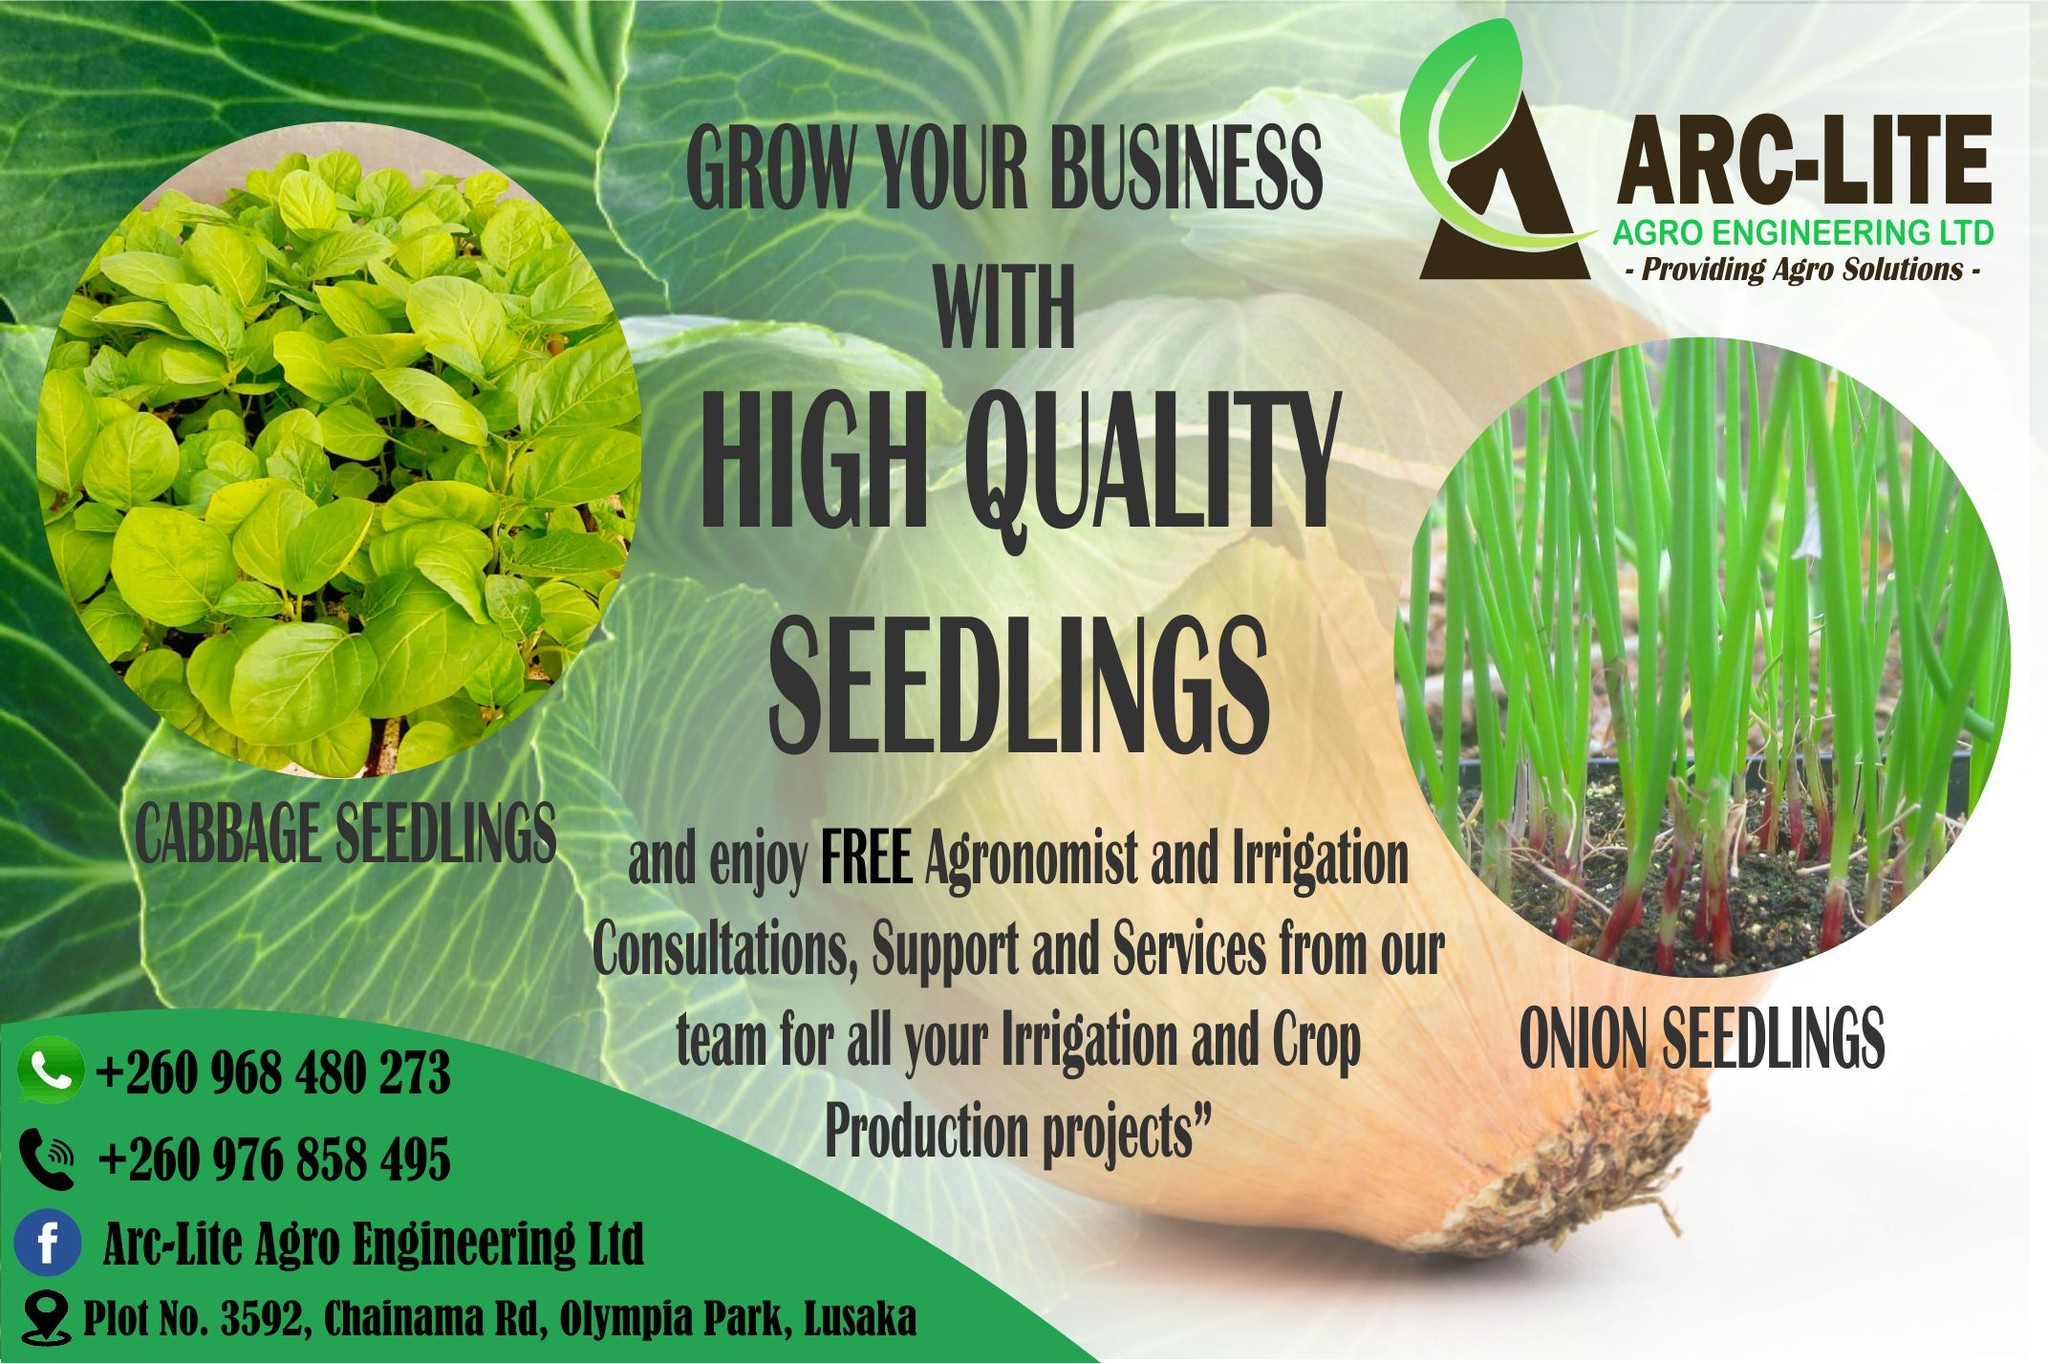 GROW YOUR BUSINESS
WITH
HIGH QUALITY
SEEDLINGS
and enjoy FREE Agronomist and Irrigation
Consultations, Support and Services from our
team for all your Irrigation and Crop
Production projects”
ARC-LITE
AGRO ENGINEERING LTD
- Providing Agro Solutions -
CABBAGE SEEDLINGS
ONION SEEDLINGS
+260 968 480 273
+260 976 858 495
f Arc-Lite Agro Engineering Ltd
Plot No. 3592, Chainama Rd, Olympia Park, Lusaka